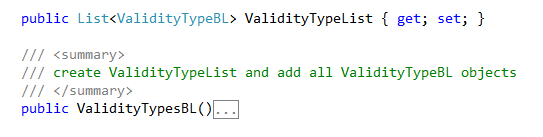 public List<ValidityTypeBL> ValidityTypeList { get; set; }
/// <summary>
/// create ValidityTypeList and add all ValidityTypeBL objects
/// </summary>
public ValidityTypesBL()...